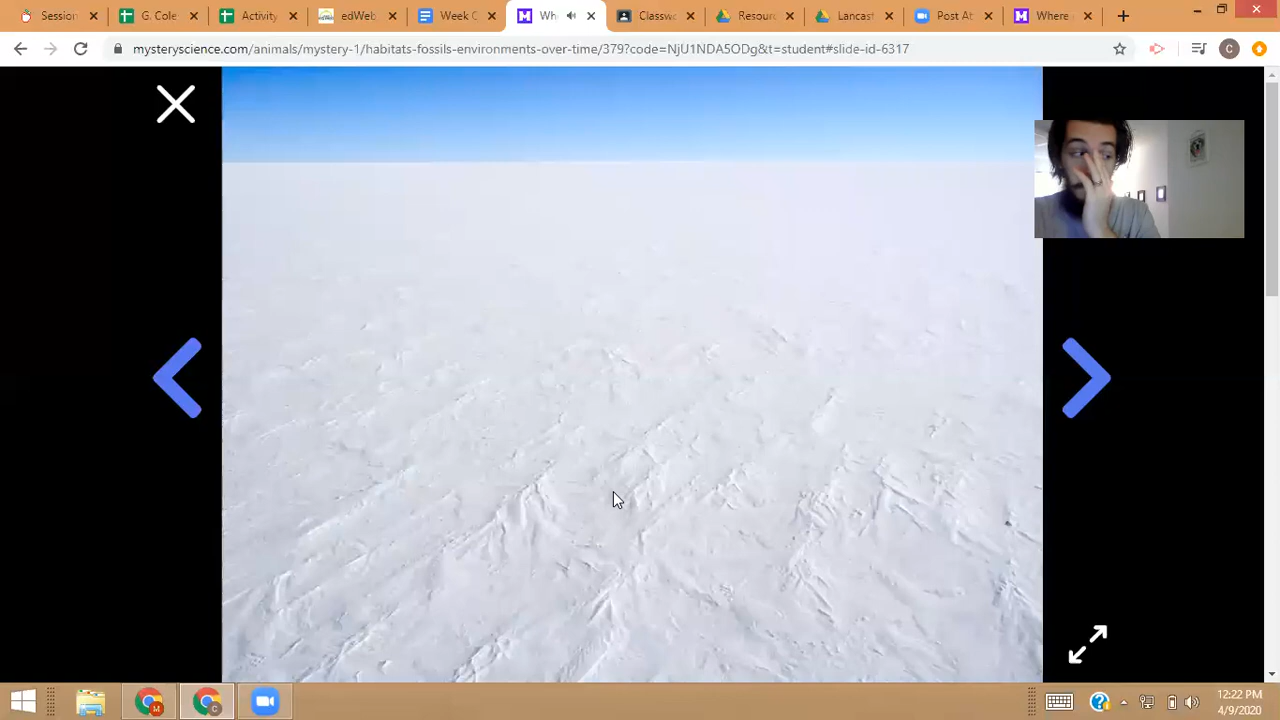 Session
G. Cole
Activity
edWeb
Week C
Wh
Classw
Resourc
Lancast
Post At
Where
mysteryscience.com/animals/mystery-1/habitats-fossils-environments-over-time/379?code=NjU1NDA5ODg&t=student#slide-id-6317
C
12:22 PM
4/9/2020